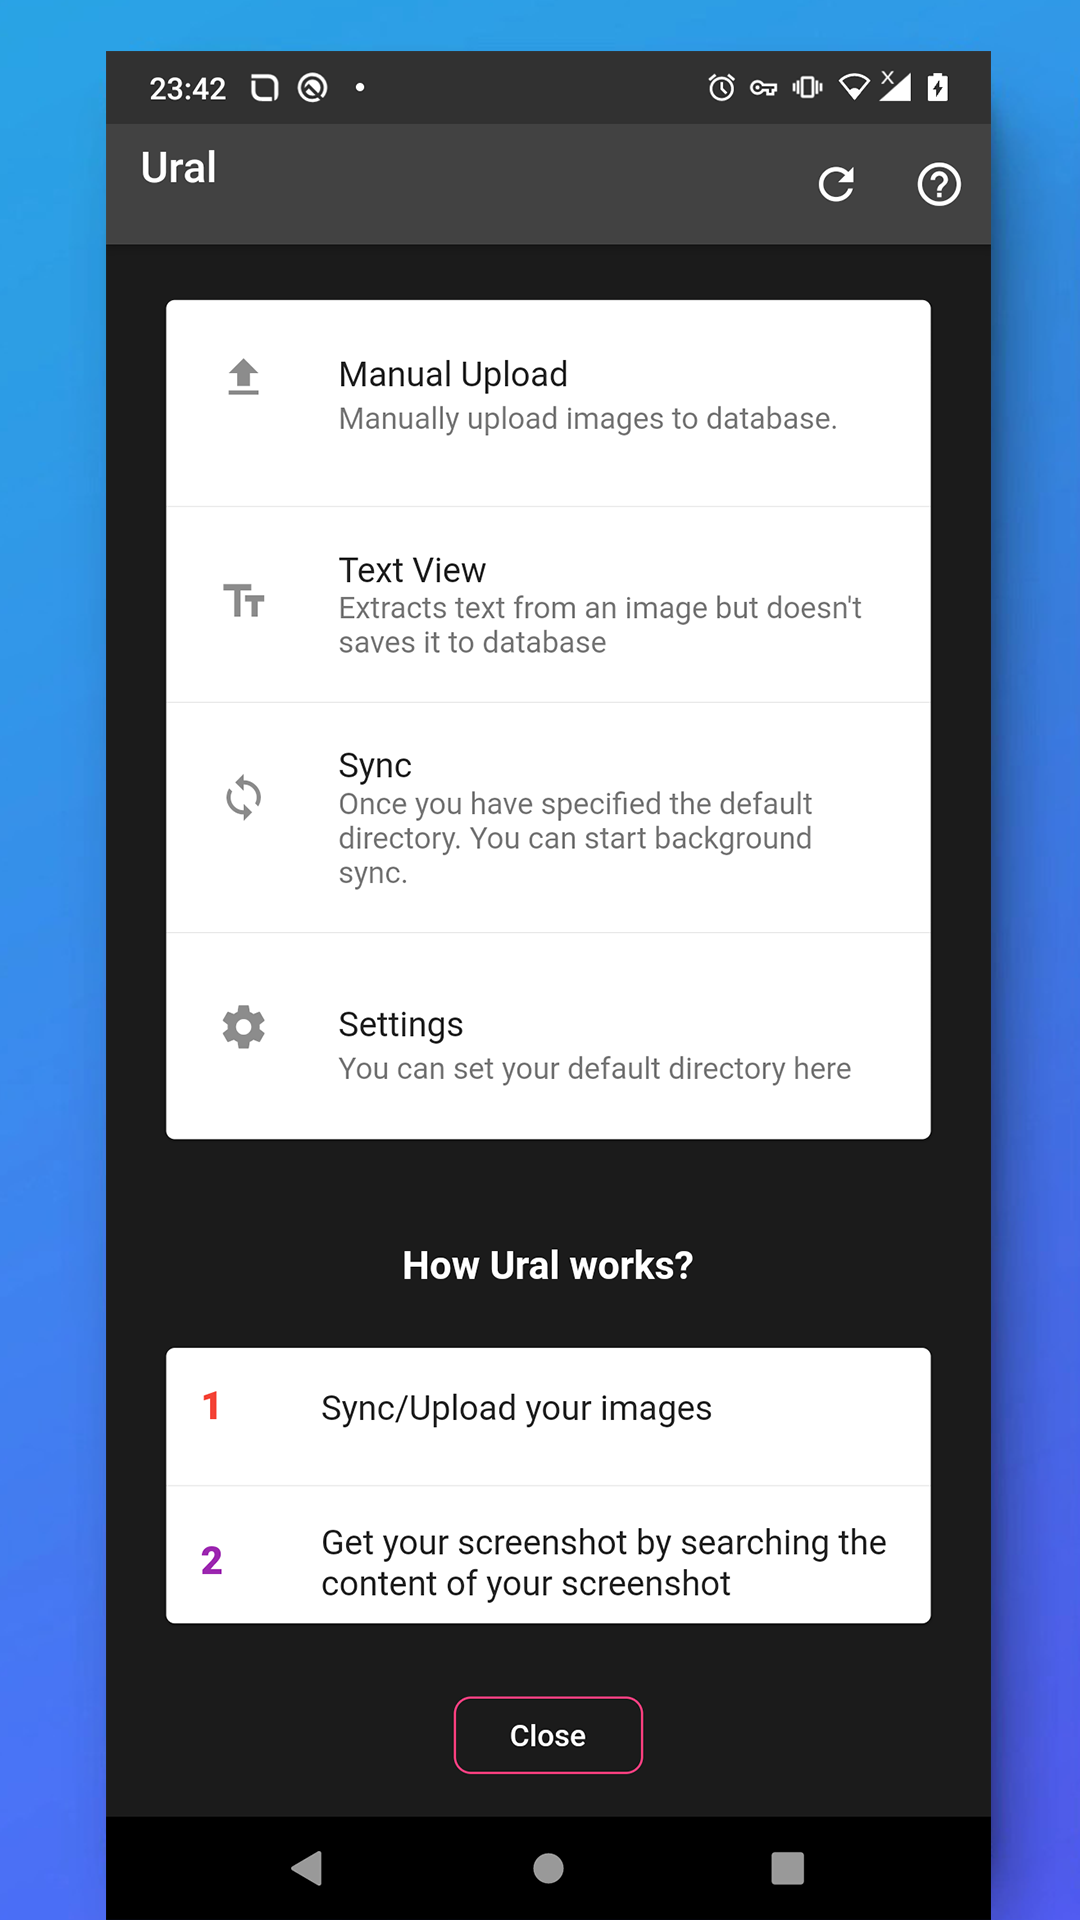 23:42
Ural
Manual Upload
Manually upload images to database.
Text View
Extracts text from an image but doesn't
saves it to database
Sync
Once you have specified the default
directory. You can start background
sync.
Settings
You can set your default directory here
How Ural works?
1 Sync/Upload your images
2 Get your screenshot by searching the
content of your screenshot
Close